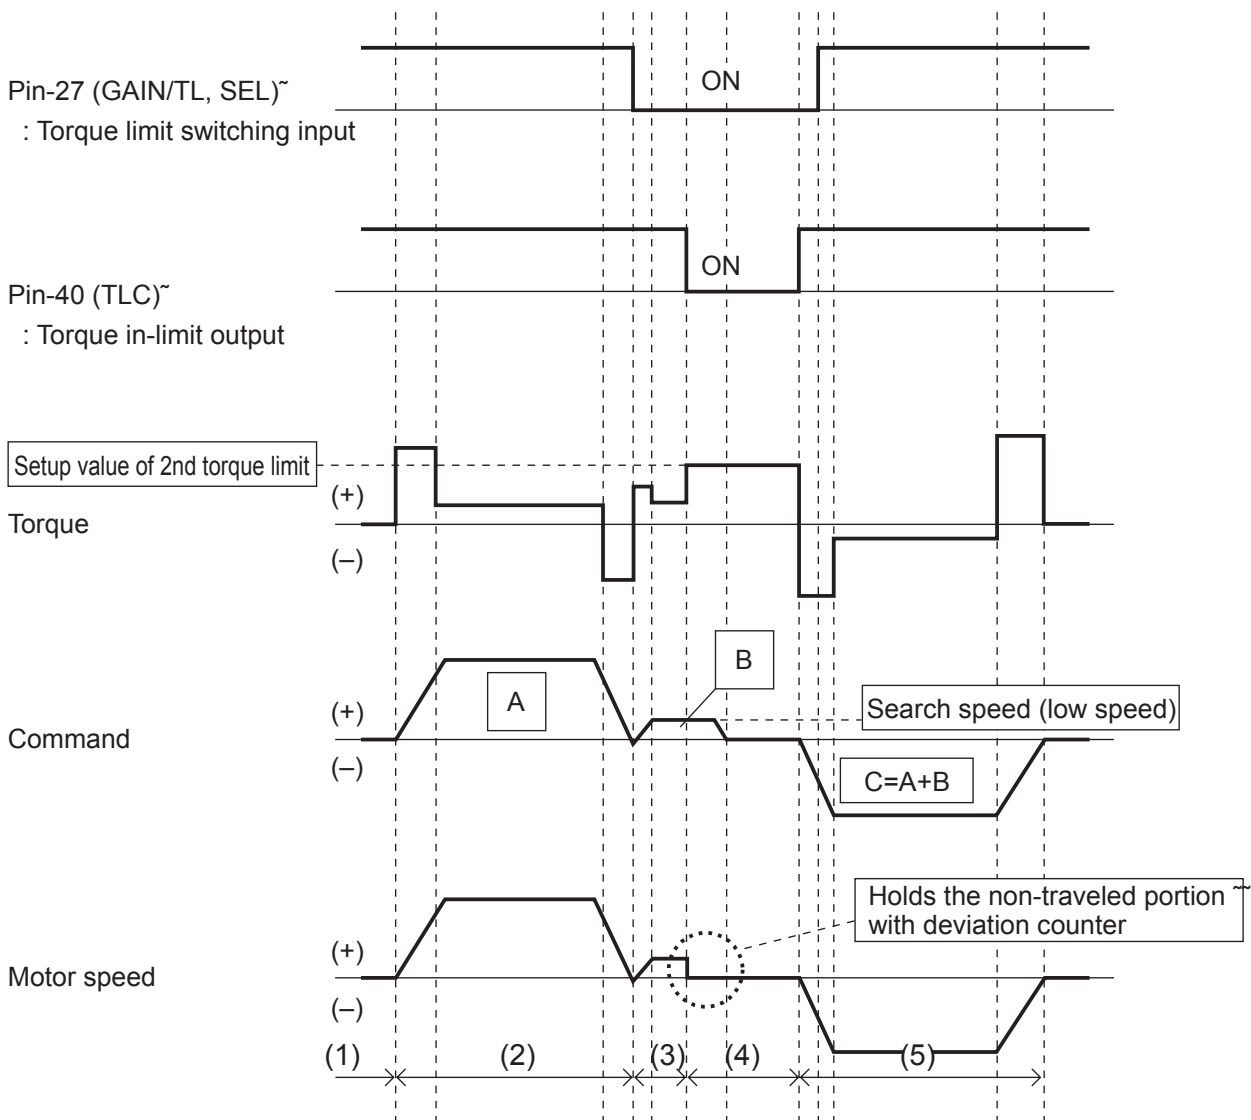 Pin-27 (GAIN/TL, SEL)˜
: Torque limit switching input
ON
Pin-40 (TLC)˜
: Torque in-limit output
ON
Setup value of 2nd torque limit
(+)
Torque
(–)
B
A
Search speed (low speed)
(+)
Command
(–)
C=A+B
Holds the non-traveled portion ˜˜
with deviation counter
(+)
Motor speed
(–)
(1) (2) (3) (4) (5)